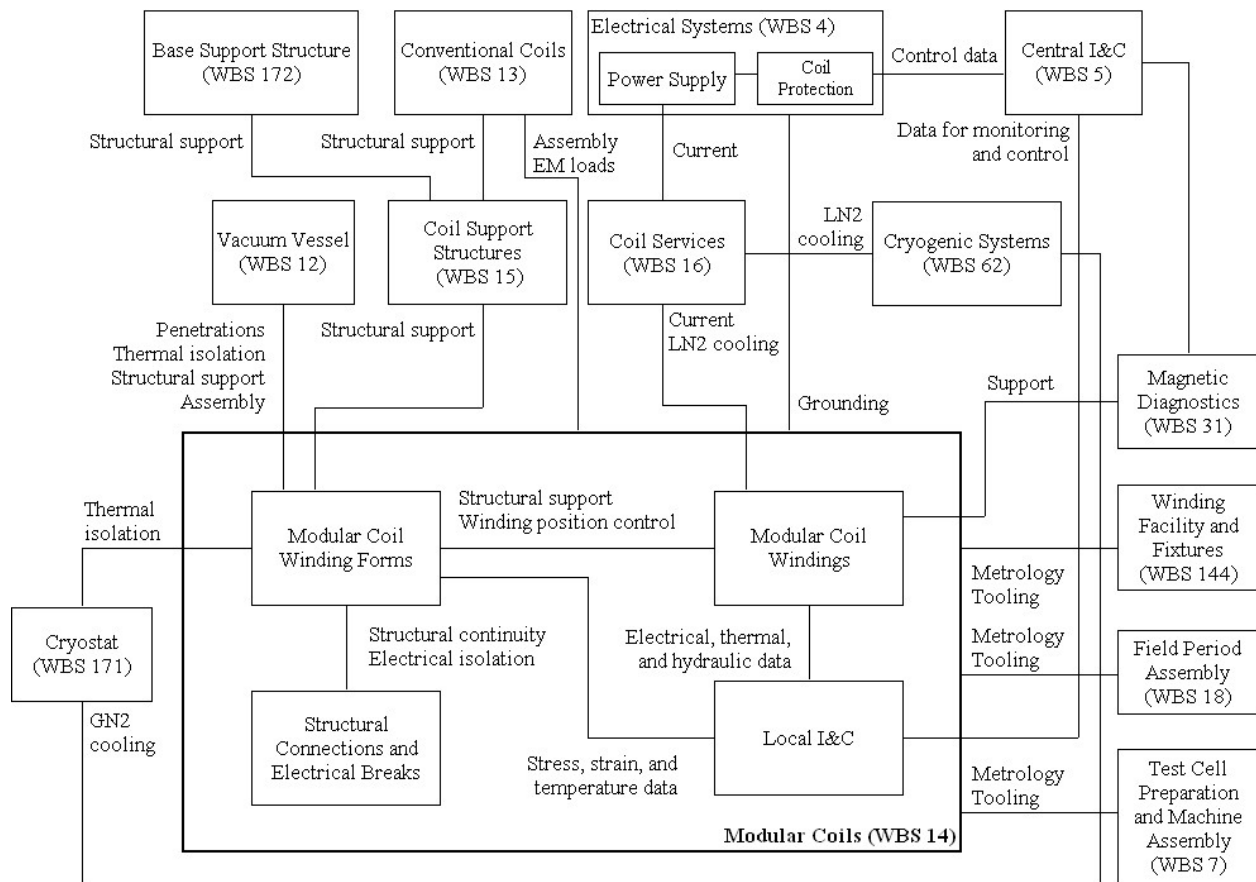 Base Support Structure
(WBS 172)
Conventional Coils
(WBS 13)
Electrical Systems (WBS 4)
Power Supply
Coil
Protection
Control data
Central I&C
(WBS 5)
Structural support
Structural support
Assembly
EM loads
Current
Data for monitoring
and control
Vacuum Vessel
(WBS 12)
Coil Support
Structures
(WBS 15)
Coil Services
(WBS 16)
LN2
cooling
Cryogenic Systems
(WBS 62)
Penetrations
Thermal isolation
Structural support
Assembly
Structural support
Current
LN2 cooling
Grounding
Support
Magnetic
Diagnostics
(WBS 31)
Thermal
isolation
Modular Coil
Winding Forms
Structural support
Winding position control
Modular Coil
Windings
Winding
Facility and
Fixtures
(WBS 144)
Metrology
Tooling
Cryostat
(WBS 171)
Structural continuity
Electrical isolation
Electrical, thermal,
and hydraulic data
Metrology
Tooling
Field Period
Assembly
(WBS 18)
GN2
cooling
Structural
Connections and
Electrical Breaks
Local I&C
Stress, strain, and
temperature data
Metrology
Tooling
Test Cell
Preparation
and Machine
Assembly
(WBS 7)
Modular Coils (WBS 14)